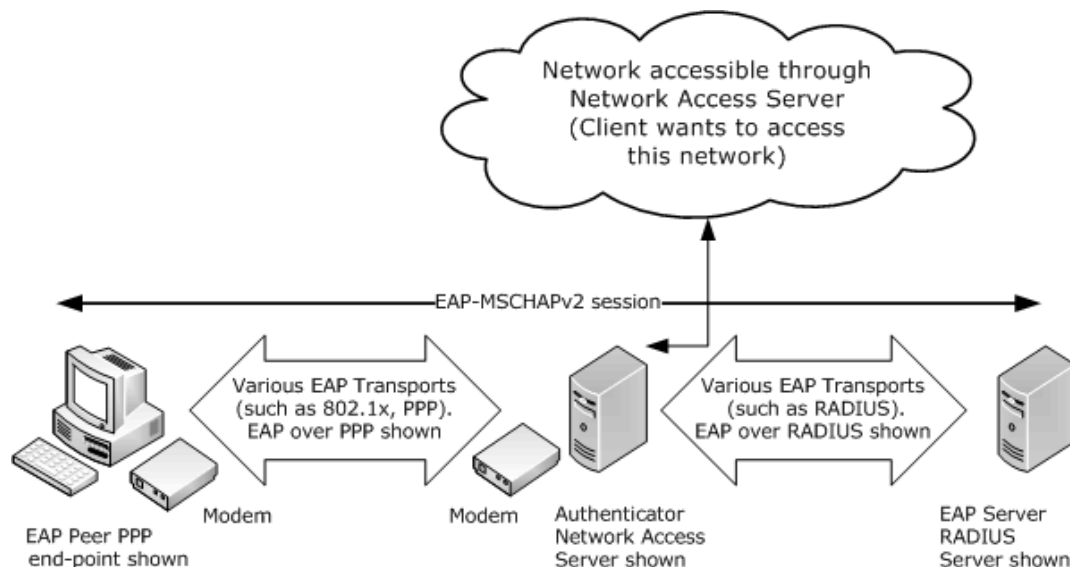 Network accessible through
Network Access Server
(Client wants to access
this network)
EAP-MSCHAPv2 session
Various EAP Transports
(such as 802.1x, PPP).
EAP over PPP shown
Various EAP Transports
(such as RADIUS).
EAP over RADIUS shown
EAP Peer PPP
end-point shown
Modem
Modem
Authenticator
Network Access
Server shown
EAP Server
RADIUS
Server shown